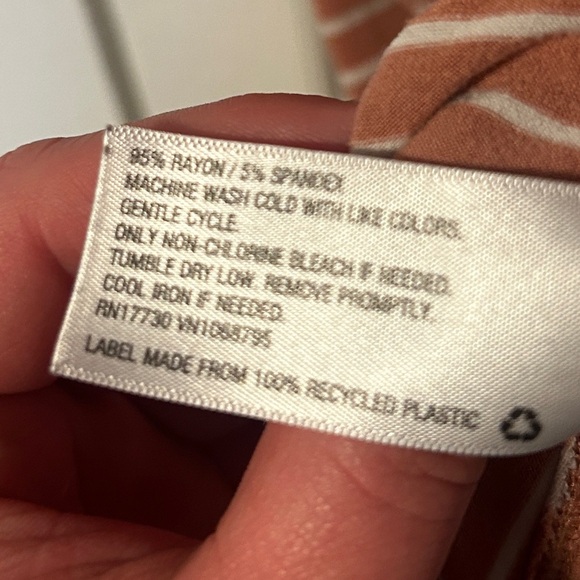 95% RAYON / 5% SPANDEX
MACHINE WASH COLD WITH LIKE COLORS.
GENTLE CYCLE.
ONLY NON-CHLORINE BLEACH IF NEEDED.
TUMBLE DRY LOW. REMOVE PROMPTLY.
COOL IRON IF NEEDED.
RN17730 VN1068795
LABEL MADE FROM 100% RECYCLED PLASTIC